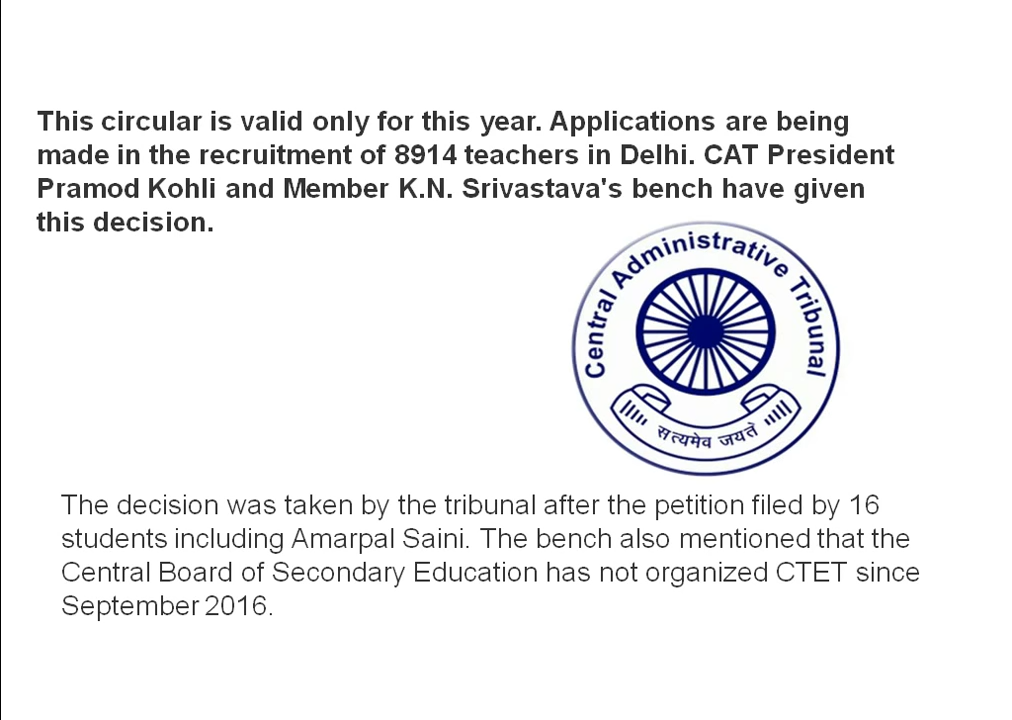 This circular is valid only for this year. Applications are being
made in the recruitment of 8914 teachers in Delhi. CAT President
Pramod Kohli and Member K.N. Srivastava's bench have given
this decision.
Central Administrative Tribunal
सत्यमेव जयते
The decision was taken by the tribunal after the petition filed by 16
students including Amarpal Saini. The bench also mentioned that the
Central Board of Secondary Education has not organized CTET since
September 2016.